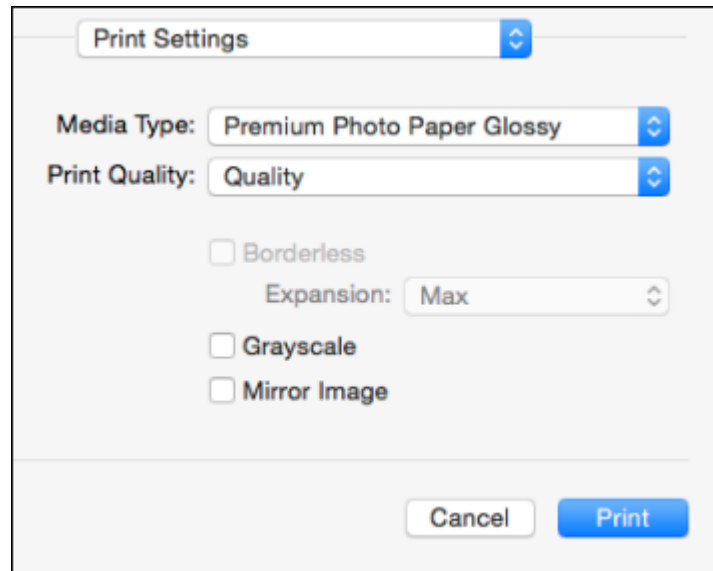 Print Settings
Media Type: Premium Photo Paper Glossy
Print Quality: Quality
Borderless
Expansion: Max
Grayscale
Mirror Image
Cancel Print